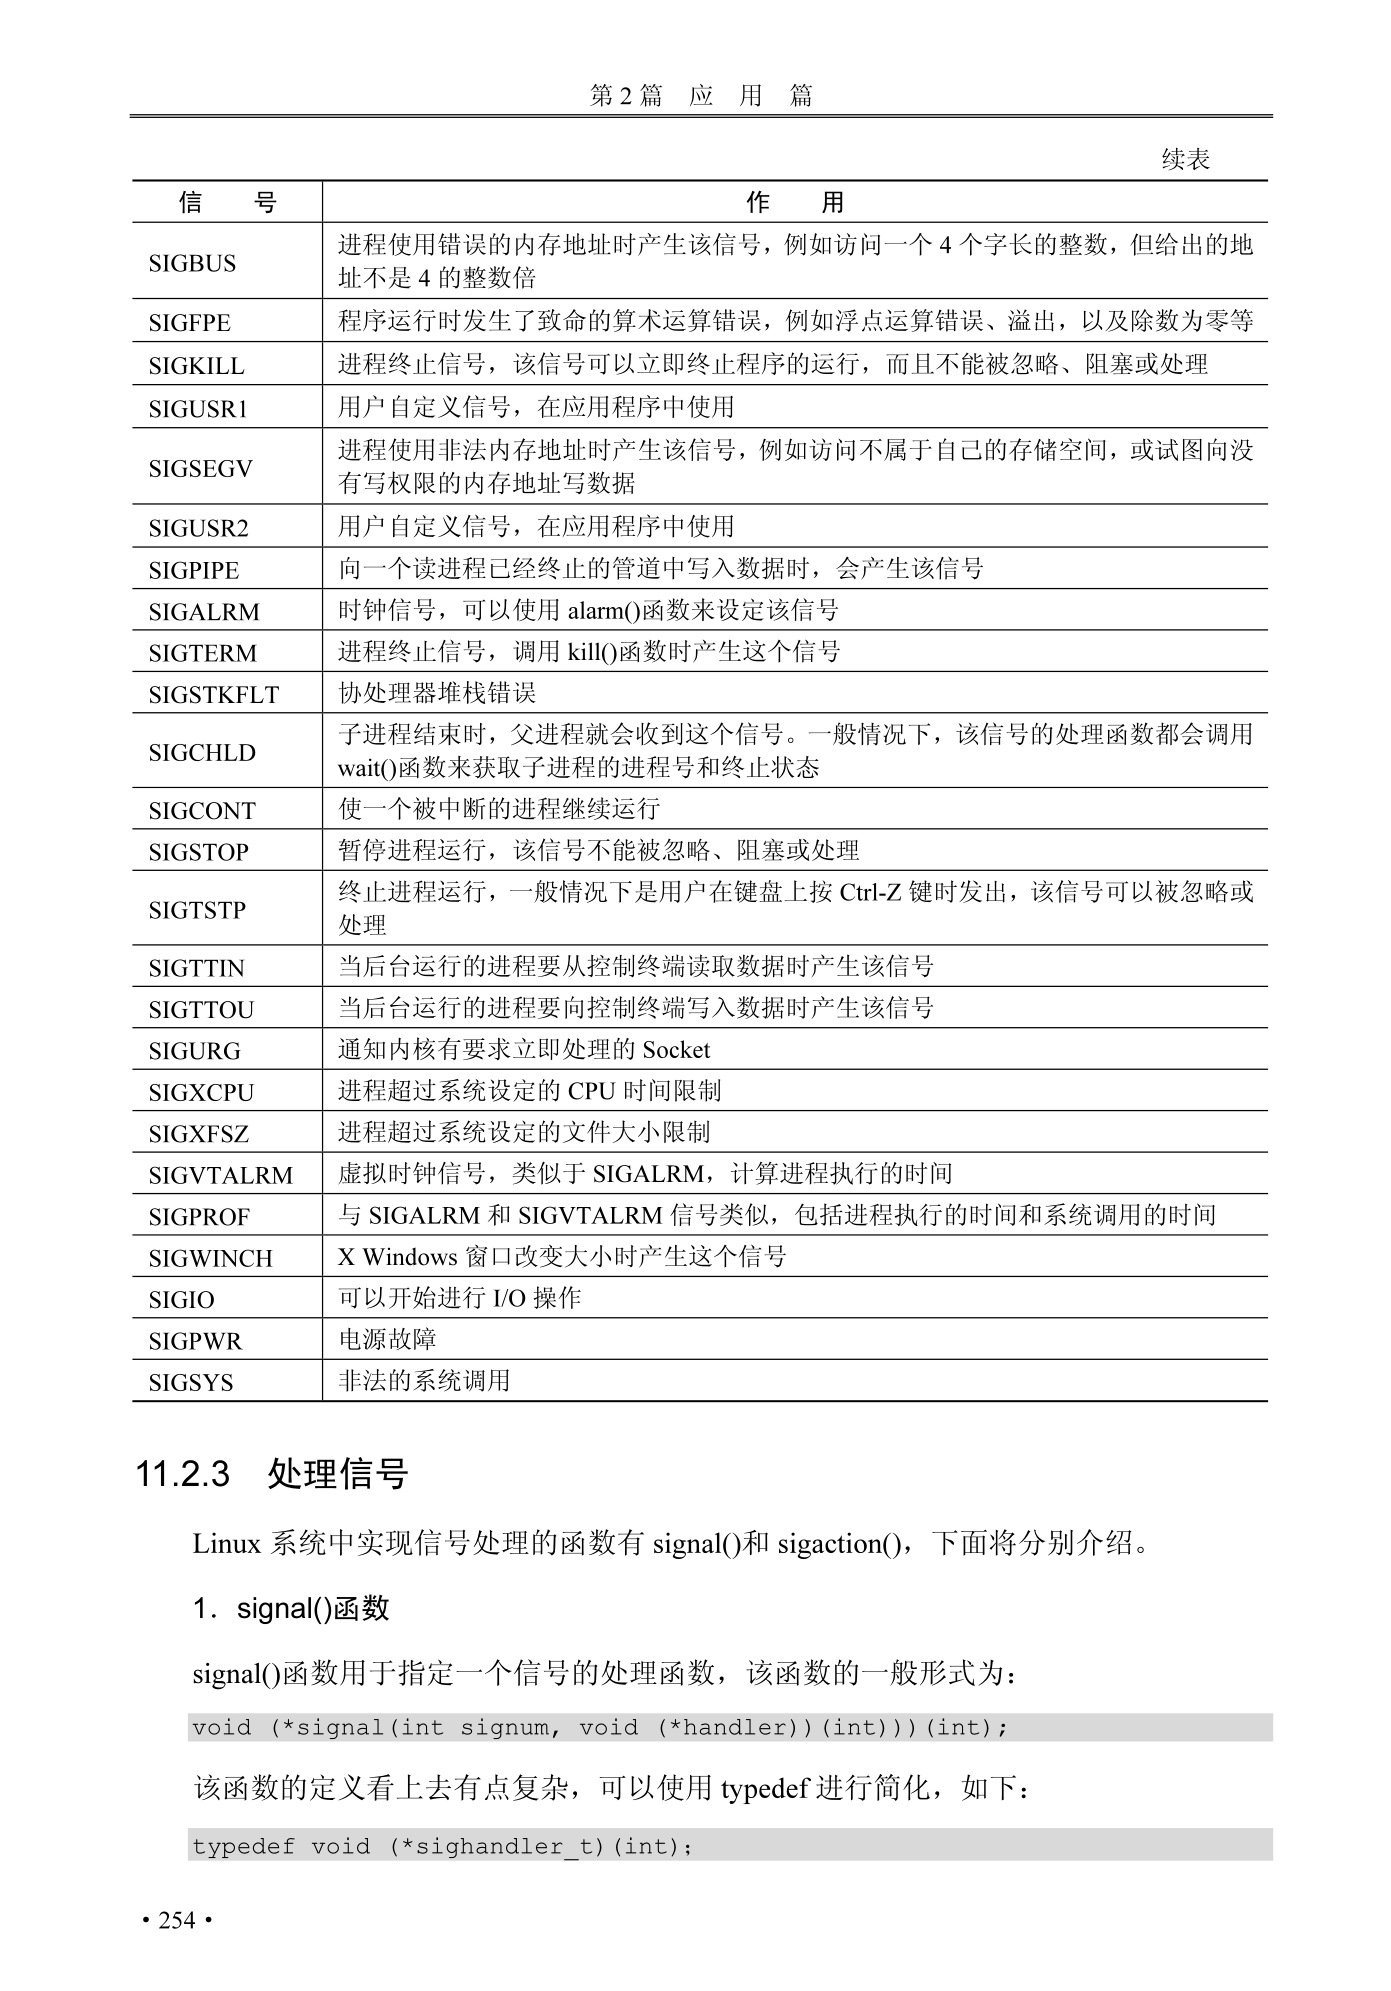 第 2 篇 应 用 篇
续表
信 号 作 用
SIGBUS 进程使用错误的内存地址时产生该信号，例如访问一个 4 个字长的整数，但给出的地
址不是 4 的整数倍
SIGFPE 程序运行时发生了致命的算术运算错误，例如浮点运算错误、溢出，以及除数为零等
SIGKILL 进程终止信号，该信号可以立即终止程序的运行，而且不能被忽略、阻塞或处理
SIGUSR1 用户自定义信号，在应用程序中使用
SIGSEGV 进程使用非法内存地址时产生该信号，例如访问不属于自己的存储空间，或试图向没
有写权限的内存地址写数据
SIGUSR2 用户自定义信号，在应用程序中使用
SIGPIPE 向一个读进程已经终止的管道中写入数据时，会产生该信号
SIGALRM 时钟信号，可以使用 alarm()函数来设定该信号
SIGTERM 进程终止信号，调用 kill()函数时产生这个信号
SIGSTKFLT 协处理器堆栈错误
SIGCHLD 子进程结束时，父进程就会收到这个信号。一般情况下，该信号的处理函数都会调用
wait()函数来获取子进程的进程号和终止状态
SIGCONT 使一个被中断的进程继续运行
SIGSTOP 暂停进程运行，该信号不能被忽略、阻塞或处理
SIGTSTP 终止进程运行，一般情况下是用户在键盘上按 Ctrl-Z 键时发出，该信号可以被忽略或
处理
SIGTTIN 当后台运行的进程要从控制终端读取数据时产生该信号
SIGTTOU 当后台运行的进程要向控制终端写入数据时产生该信号
SIGURG 通知内核有要求立即处理的 Socket
SIGXCPU 进程超过系统设定的 CPU 时间限制
SIGXFSZ 进程超过系统设定的文件大小限制
SIGVTALRM 虚拟时钟信号，类似于 SIGALRM，计算进程执行的时间
SIGPROF 与 SIGALRM 和 SIGVTALRM 信号类似，包括进程执行的时间和系统调用的时间
SIGWINCH X Windows 窗口改变大小时产生这个信号
SIGIO 可以开始进行 I/O 操作
SIGPWR 电源故障
SIGSYS 非法的系统调用
11.2.3 处理信号
Linux 系统中实现信号处理的函数有 signal()和 sigaction()，下面将分别介绍。
1．signal()函数
signal()函数用于指定一个信号的处理函数，该函数的一般形式为：
void (*signal(int signum, void (*handler))(int)))(int);
该函数的定义看上去有点复杂，可以使用 typedef 进行简化，如下：
typedef void (*sighandler_t)(int);
· 254 ·